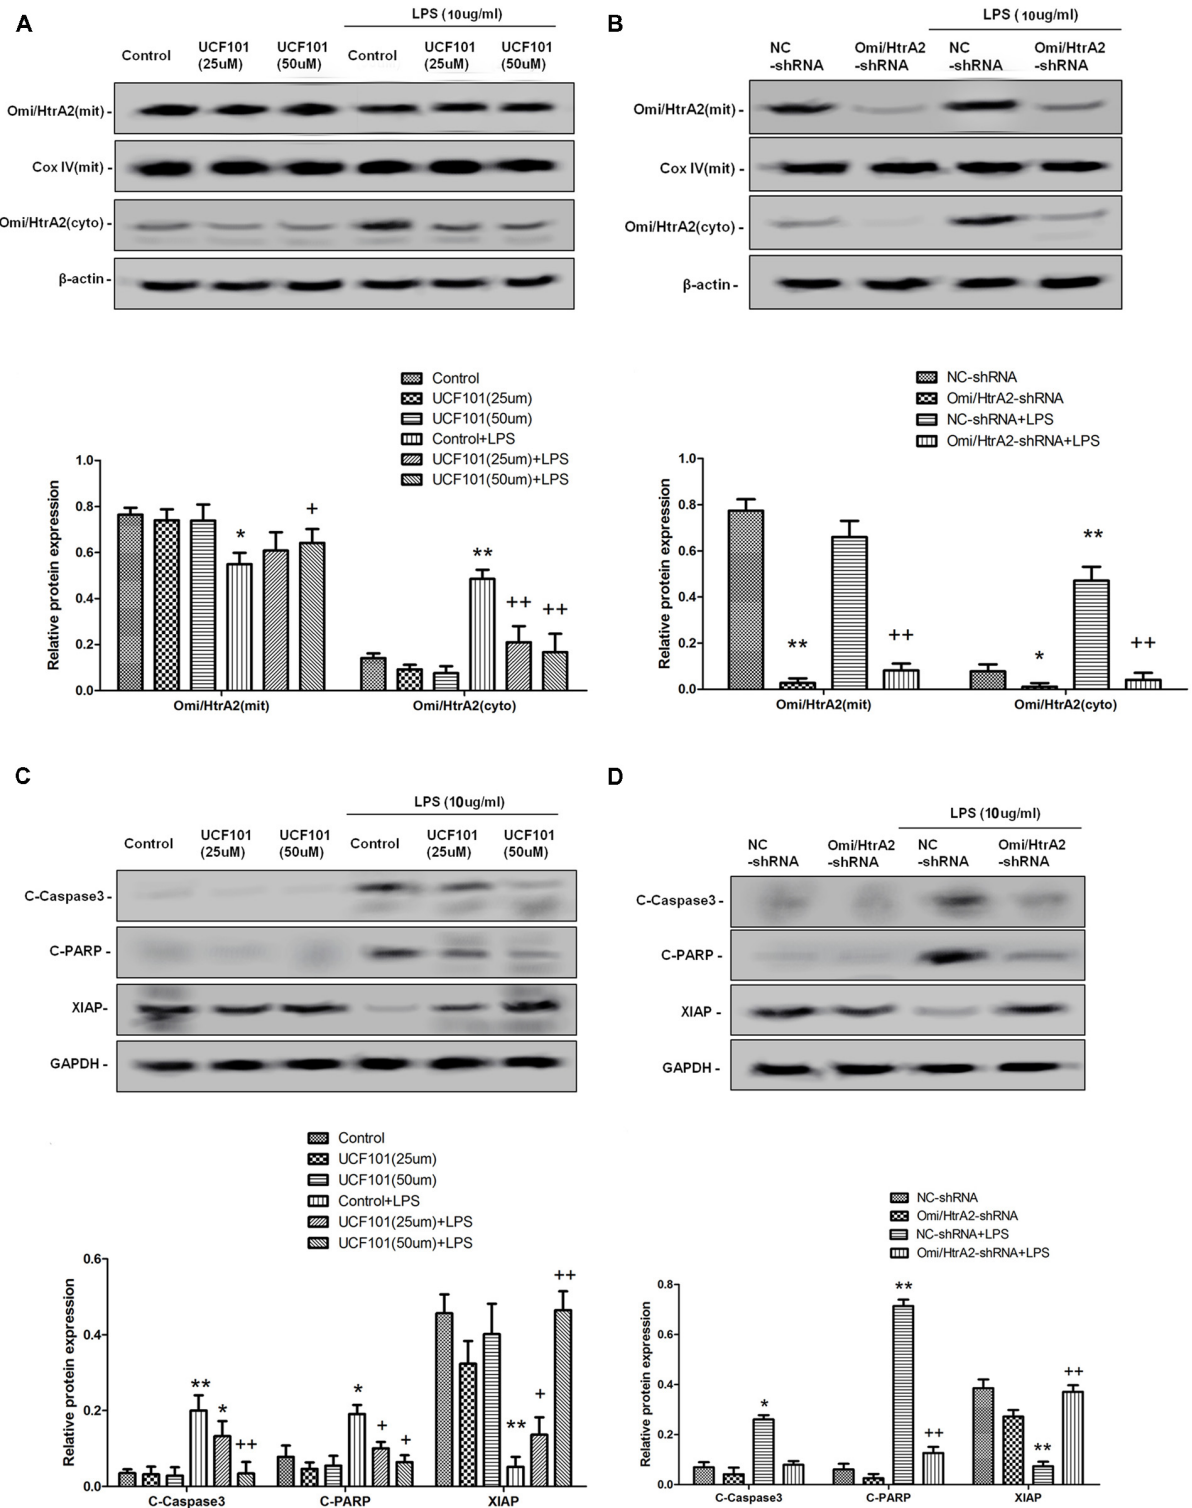 A
LPS (10ug/ml)
Control
UCF101
(25uM)
UCF101
(50uM)
Control
UCF101
(25uM)
UCF101
(50uM)
Omi/HtrA2(mit) -
Cox IV(mit) -
Omi/HtrA2(cyto) -
β-actin -
Control
UCF101(25um)
UCF101(50um)
Control+LPS
UCF101(25um)+LPS
UCF101(50um)+LPS
Relative protein expression
1.0
0.8
0.6
0.4
0.2
0.0
*
+
**
++
++
Omi/HtrA2(mit)
Omi/HtrA2(cyto)
B
LPS (10ug/ml)
NC
-shRNA
Omi/HtrA2
-shRNA
NC
-shRNA
Omi/HtrA2
-shRNA
Omi/HtrA2(mit) -
Cox IV(mit) -
Omi/HtrA2(cyto) -
β-actin -
NC-shRNA
Omi/HtrA2-shRNA
NC-shRNA+LPS
Omi/HtrA2-shRNA+LPS
Relative protein expression
1.0
0.8
0.6
0.4
0.2
0.0
**
++
*
**
++
Omi/HtrA2(mit)
Omi/HtrA2(cyto)
C
LPS (10ug/ml)
Control
UCF101
(25uM)
UCF101
(50uM)
Control
UCF101
(25uM)
UCF101
(50uM)
C-Caspase3 -
C-PARP -
XIAP-
GAPDH -
Control
UCF101(25um)
UCF101(50um)
Control+LPS
UCF101(25um)+LPS
UCF101(50um)+LPS
Relative protein expression
0.6
0.4
0.2
0.0
**
*
++
*
+
+
**
+
++
C-Caspase3
C-PARP
XIAP
D
LPS (10ug/ml)
NC
-shRNA
Omi/HtrA2
-shRNA
NC
-shRNA
Omi/HtrA2
-shRNA
C-Caspase3 -
C-PARP -
XIAP -
GAPDH -
NC-shRNA
Omi/HtrA2-shRNA
NC-shRNA+LPS
Omi/HtrA2-shRNA+LPS
Relative protein expression
0.8
0.6
0.4
0.2
0.0
*
**
++
**
++
C-Caspase3
C-PARP
XIAP